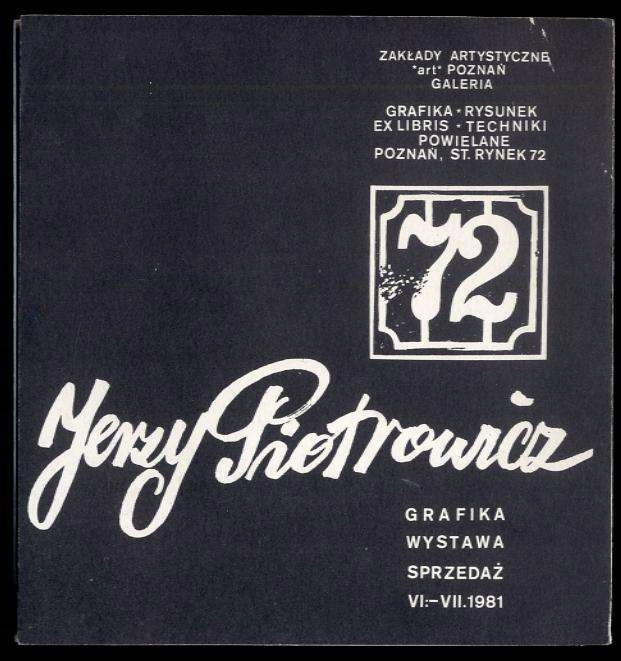 ZAKŁADY ARTYSTYCZNE
*art* POZNAŃ
GALERIA
GRAFIKA * RYSUNEK
EX LIBRIS - TECHNIKI
POWIELANE
POZNAŃ, ST. RYNEK 72
72
Jerzy Piotrowicz
GRAFIKA
WYSTAWA
SPRZEDAŻ
VI.–VII.1981